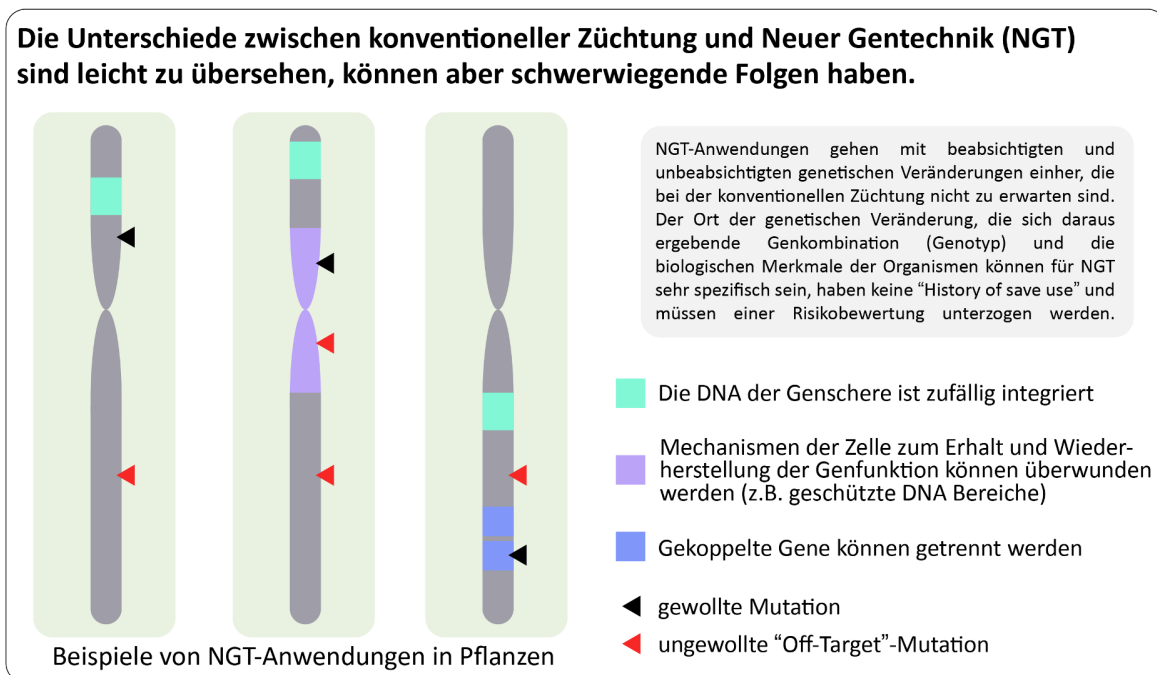 Die Unterschiede zwischen konventioneller Züchtung und Neuer Gentechnik (NGT)
sind leicht zu übersehen, können aber schwerwiegende Folgen haben.
NGT-Anwendungen gehen mit beabsichtigten und
unbeabsichtigten genetischen Veränderungen einher, die
bei der konventionellen Züchtung nicht zu erwarten sind.
Der Ort der genetischen Veränderung, die sich daraus
ergebende Genkombination (Genotyp) und die
biologischen Merkmale der Organismen können für NGT
sehr spezifisch sein, haben keine “History of save use” und
müssen einer Risikobewertung unterzogen werden.
Die DNA der Genschere ist zufällig integriert
Mechanismen der Zelle zum Erhalt und Wieder-
herstellung der Genfunktion können überwunden
werden (z.B. geschützte DNA Bereiche)
Gekoppelte Gene können getrennt werden
gewollte Mutation
ungewollte “Off-Target”-Mutation
Beispiele von NGT-Anwendungen in Pflanzen